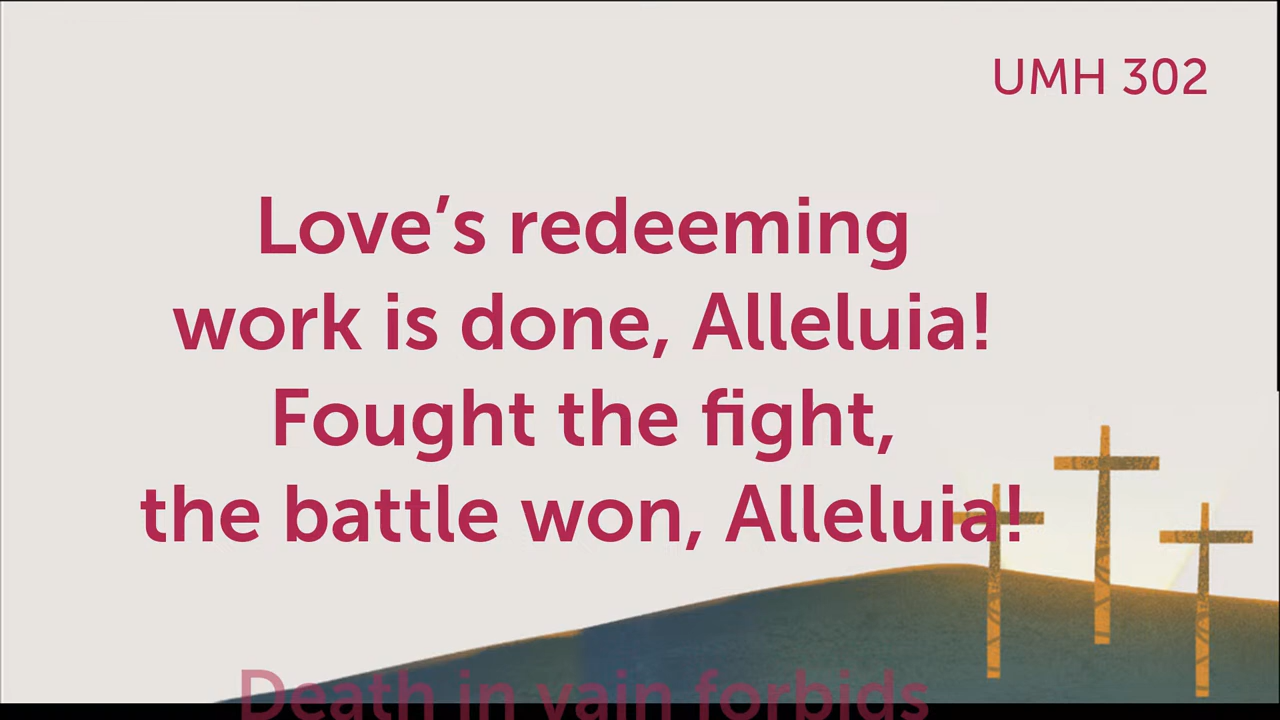 UMH 302
Love’s redeeming
work is done, Alleluia!
Fought the fight,
the battle won, Alleluia!
Death in vain forbids